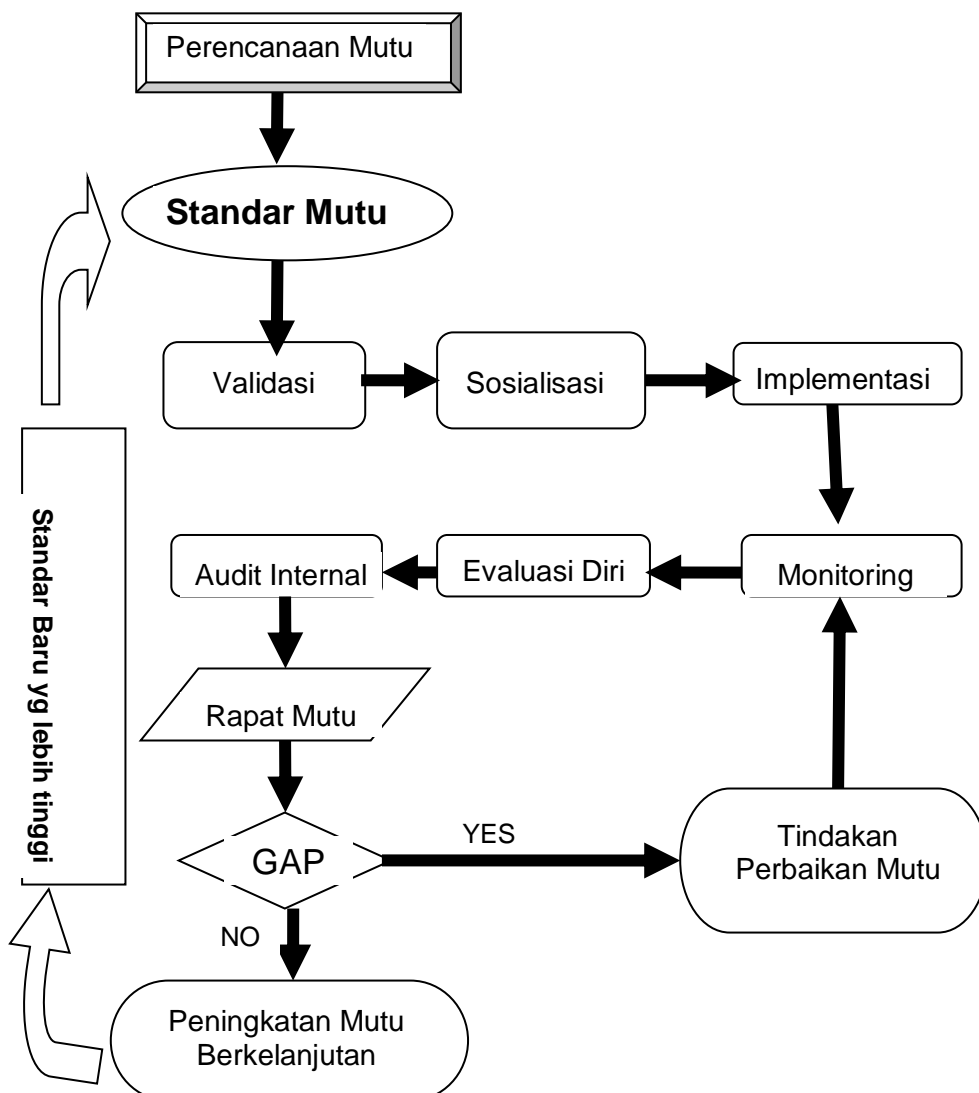 Perencanaan Mutu
Standar Mutu
Validasi
Sosialisasi
Implementasi
Audit Internal
Evaluasi Diri
Monitoring
Standar Baru yg lebih tinggi
Rapat Mutu
GAP
YES
Tindakan
Perbaikan Mutu
NO
Peningkatan Mutu
Berkelanjutan